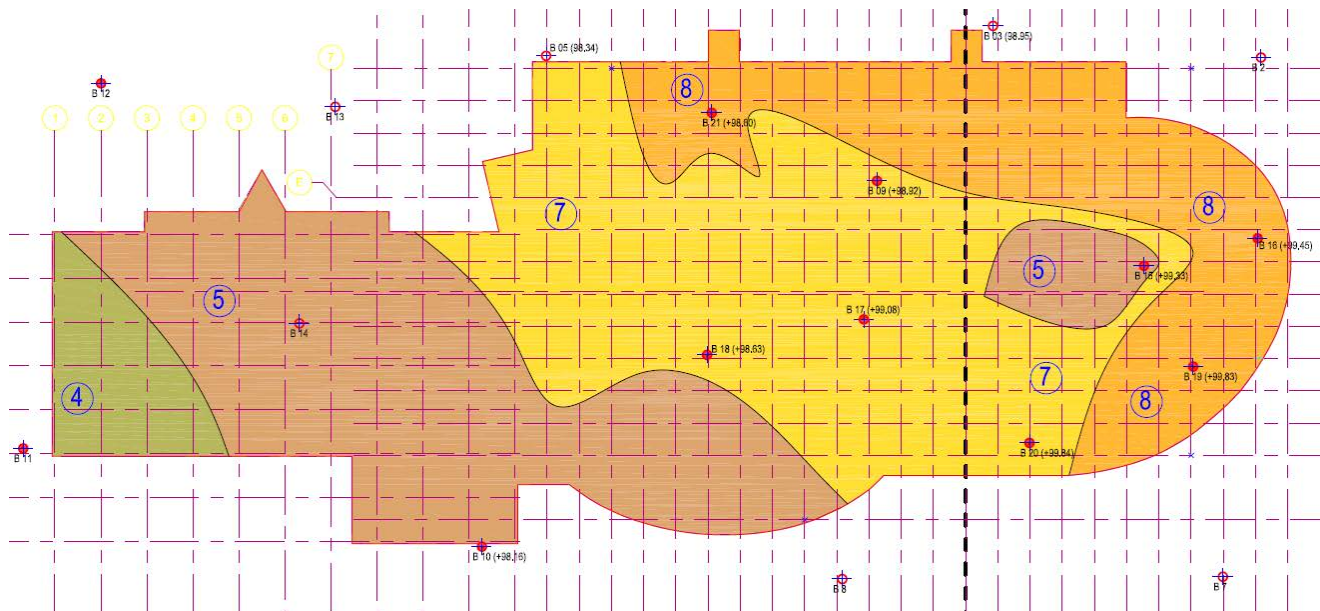 B 03 (98.95)
B 05 (98.34)
7
B 2
B 12
8
B 13
B 21 (+98.60)
1
2
3
4
5
6
B 09 (+98.92)
7
8
B 16 (+99.45)
5
B 15 (+99.33)
5
B 17 (+99.08)
B 14
B 18 (+98.63)
B 19 (+99.83)
7
4
8
B 20 (+99.84)
B 11
B 10 (+98.16)
B 8
B 7